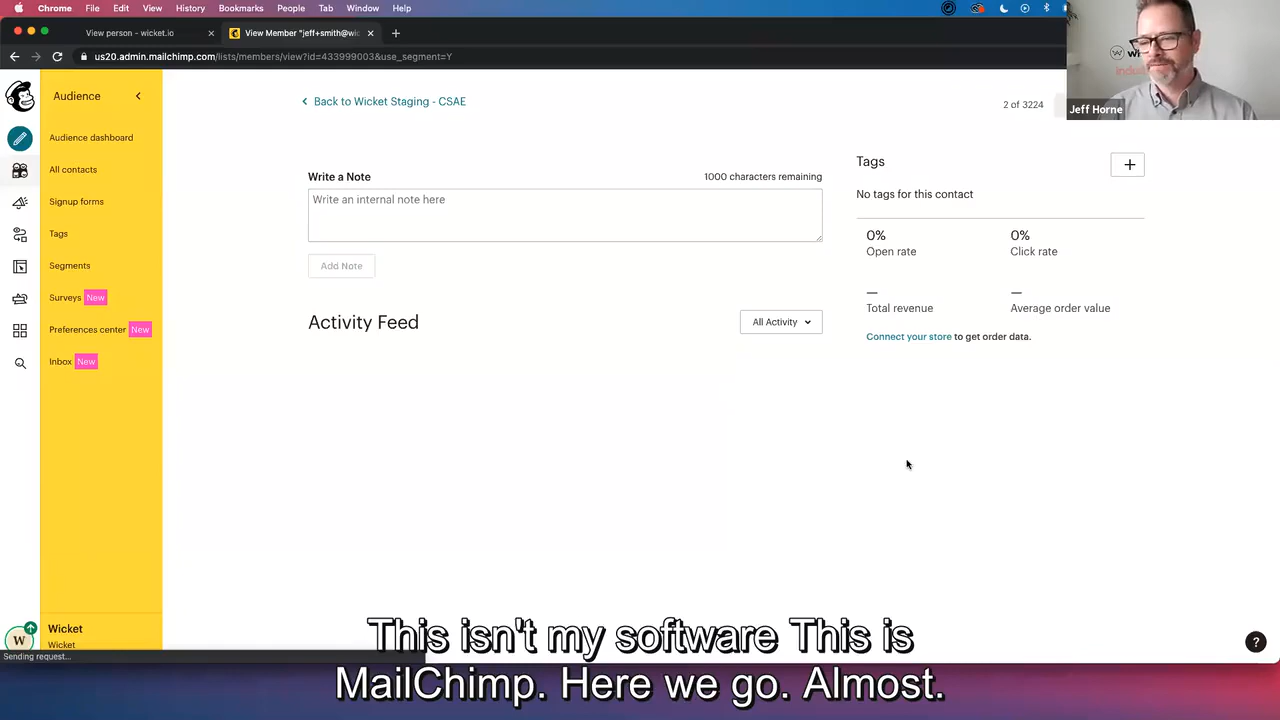 Chrome File Edit View History Bookmarks People Tab Window Help
View person - wicket.io
View Member "jeff+smith@wi
us20.admin.mailchimp.com/lists/members/view?id=433999003&use_segment=Y
Jeff Horne
Audience
Audience dashboard
All contacts
Signup forms
Tags
Segments
Surveys New
Preferences center New
Inbox New
W
Wicket
Wicket
Sending request...
Back to Wicket Staging - CSAE
2 of 3224
Write a Note
1000 characters remaining
Write an internal note here
Add Note
Activity Feed
All Activity
Tags
+
No tags for this contact
0%
Open rate
0%
Click rate
—
Total revenue
—
Average order value
Connect your store to get order data.
?
This isn't my software This is
MailChimp. Here we go. Almost.